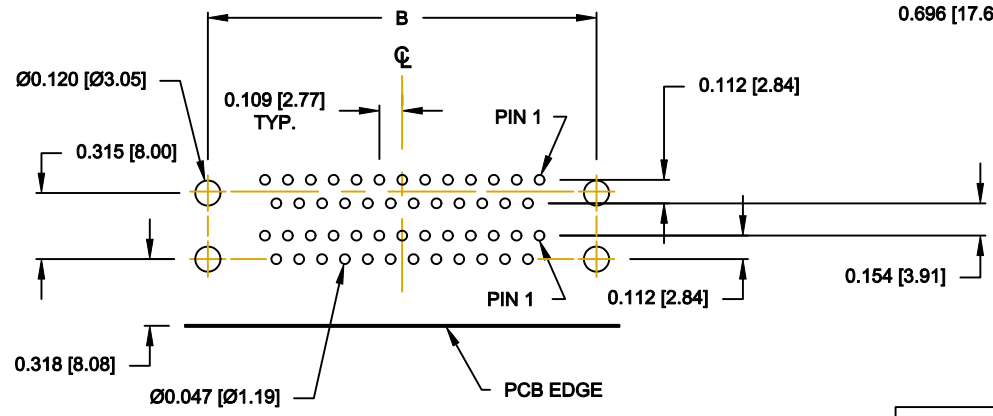 B
0.696 [17.6
℄
Ø0.120 [Ø3.05]
0.109 [2.77]
TYP.
PIN 1
0.112 [2.84]
0.315 [8.00]
0.154 [3.91]
PIN 1
0.112 [2.84]
0.318 [8.08]
Ø0.047 [Ø1.19]
PCB EDGE